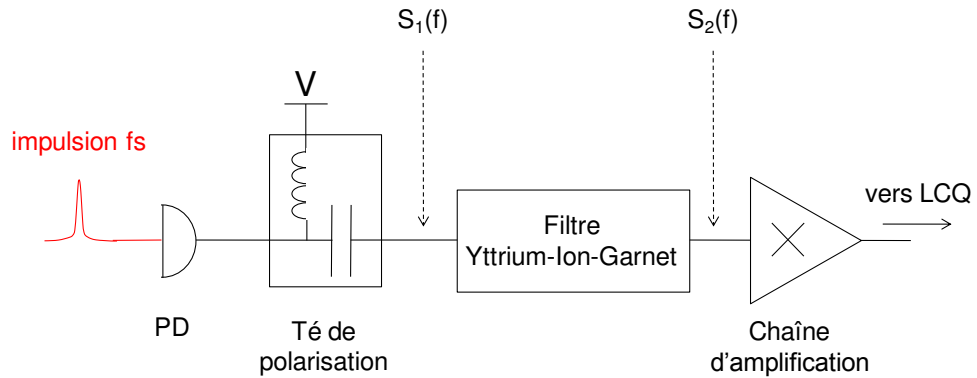 S₁(f)
S₂(f)
V
impulsion fs
vers LCQ
Filtre
Yttrium-Ion-Garnet
PD
Té de
polarisation
Chaîne
d'amplification